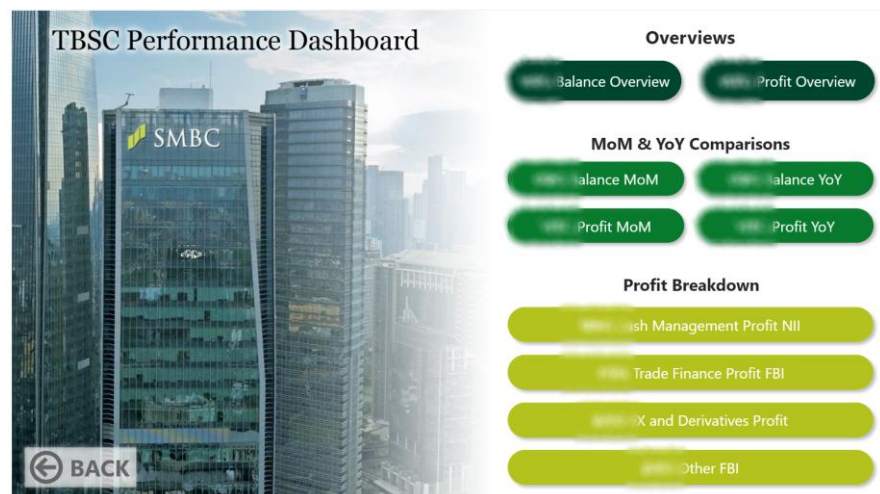 TBSC Performance Dashboard
SMBC
BACK
Overviews
Balance Overview
Profit Overview
MoM & YoY Comparisons
alance MoM
alance YoY
Profit MoM
Profit YoY
Profit Breakdown
ash Management Profit NII
Trade Finance Profit FBI
X and Derivatives Profit
Other FBI